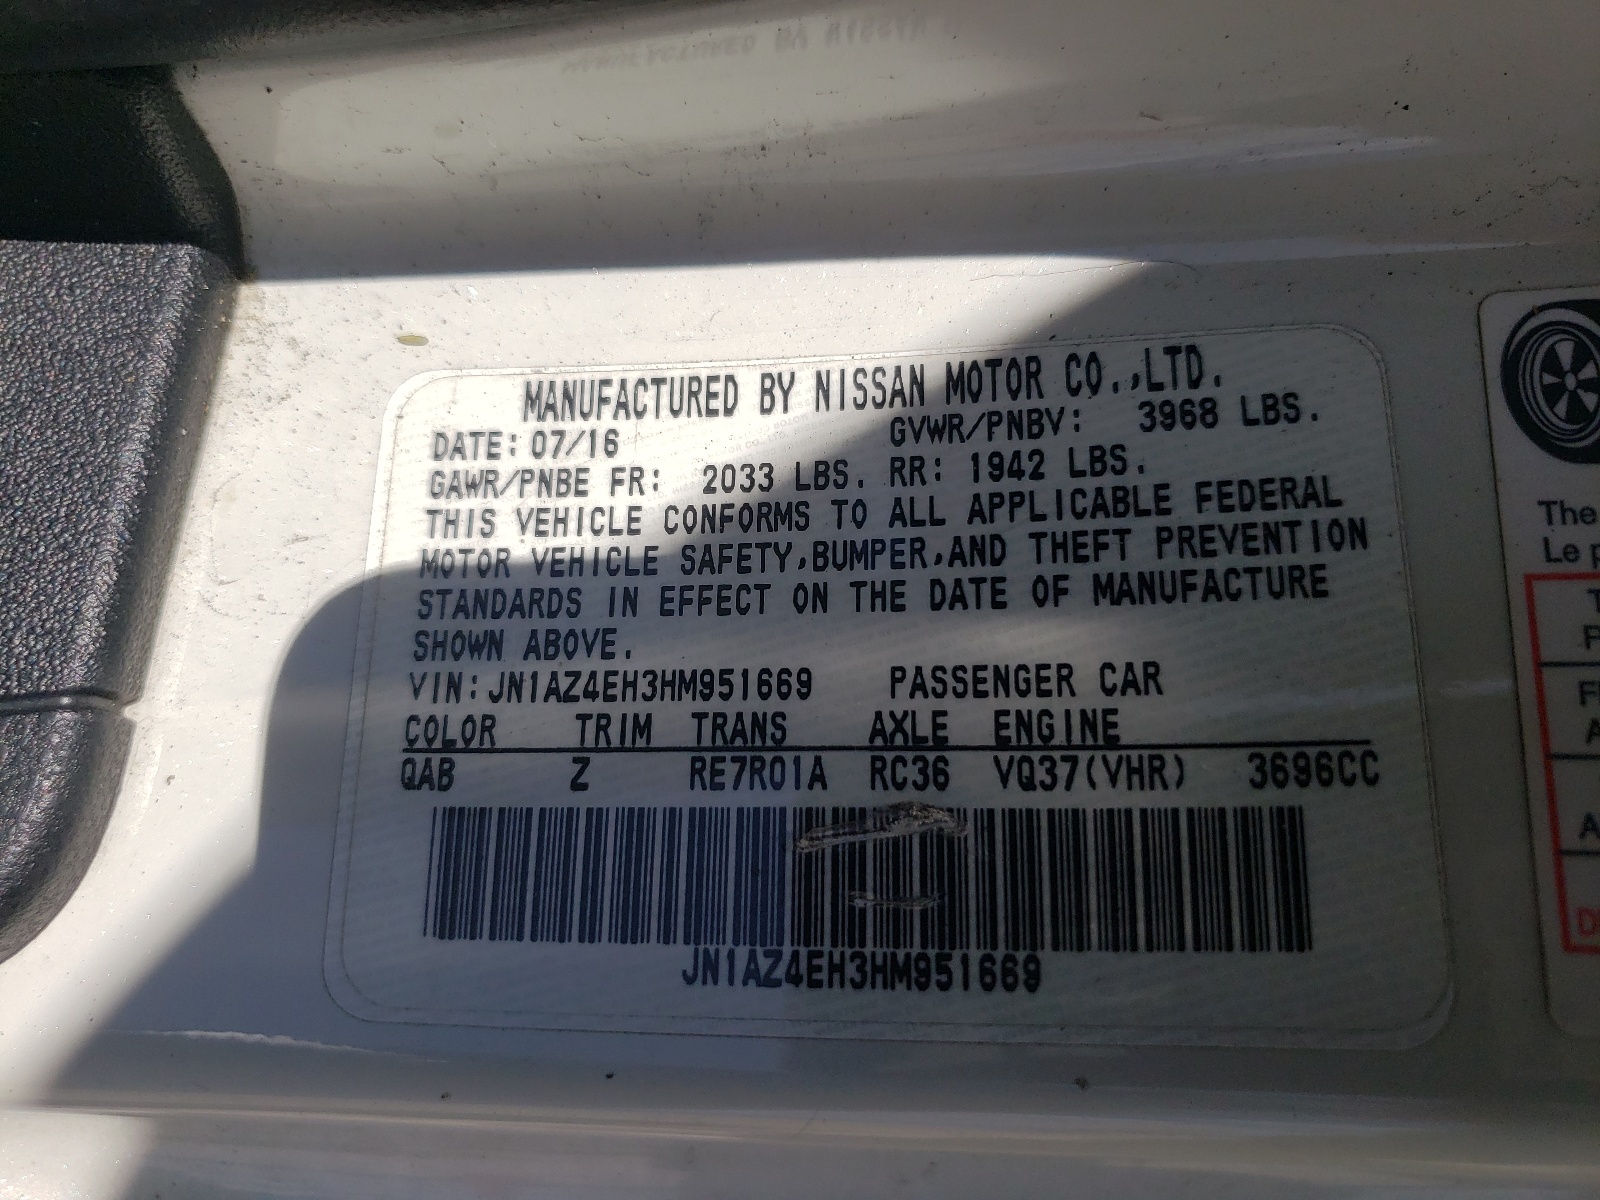 MANUFACTURED BY NISSAN MOTOR CO.,LTD.
DATE: 07/16 GVWR/PNBV: 3968 LBS.
GAWR/PNBE FR: 2033 LBS. RR: 1942 LBS.
THIS VEHICLE CONFORMS TO ALL APPLICABLE FEDERAL
MOTOR VEHICLE SAFETY,BUMPER,AND THEFT PREVENTION
STANDARDS IN EFFECT ON THE DATE OF MANUFACTURE
SHOWN ABOVE.
VIN: JN1AZ4EH3HM951669 PASSENGER CAR
COLOR TRIM TRANS AXLE ENGINE
QAB Z RE7R01A RC36 VQ37(VHR) 3696CC
JN1AZ4EH3HM951669
The
Le